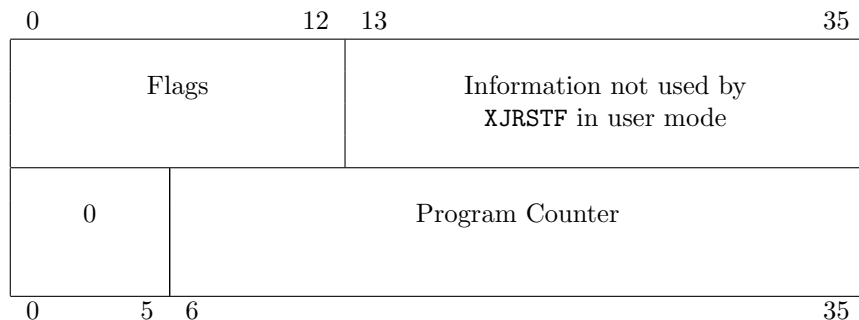 0 12 13 35
Flags Information not used by
XJRSTF in user mode
0 Program Counter
0 5 6 35